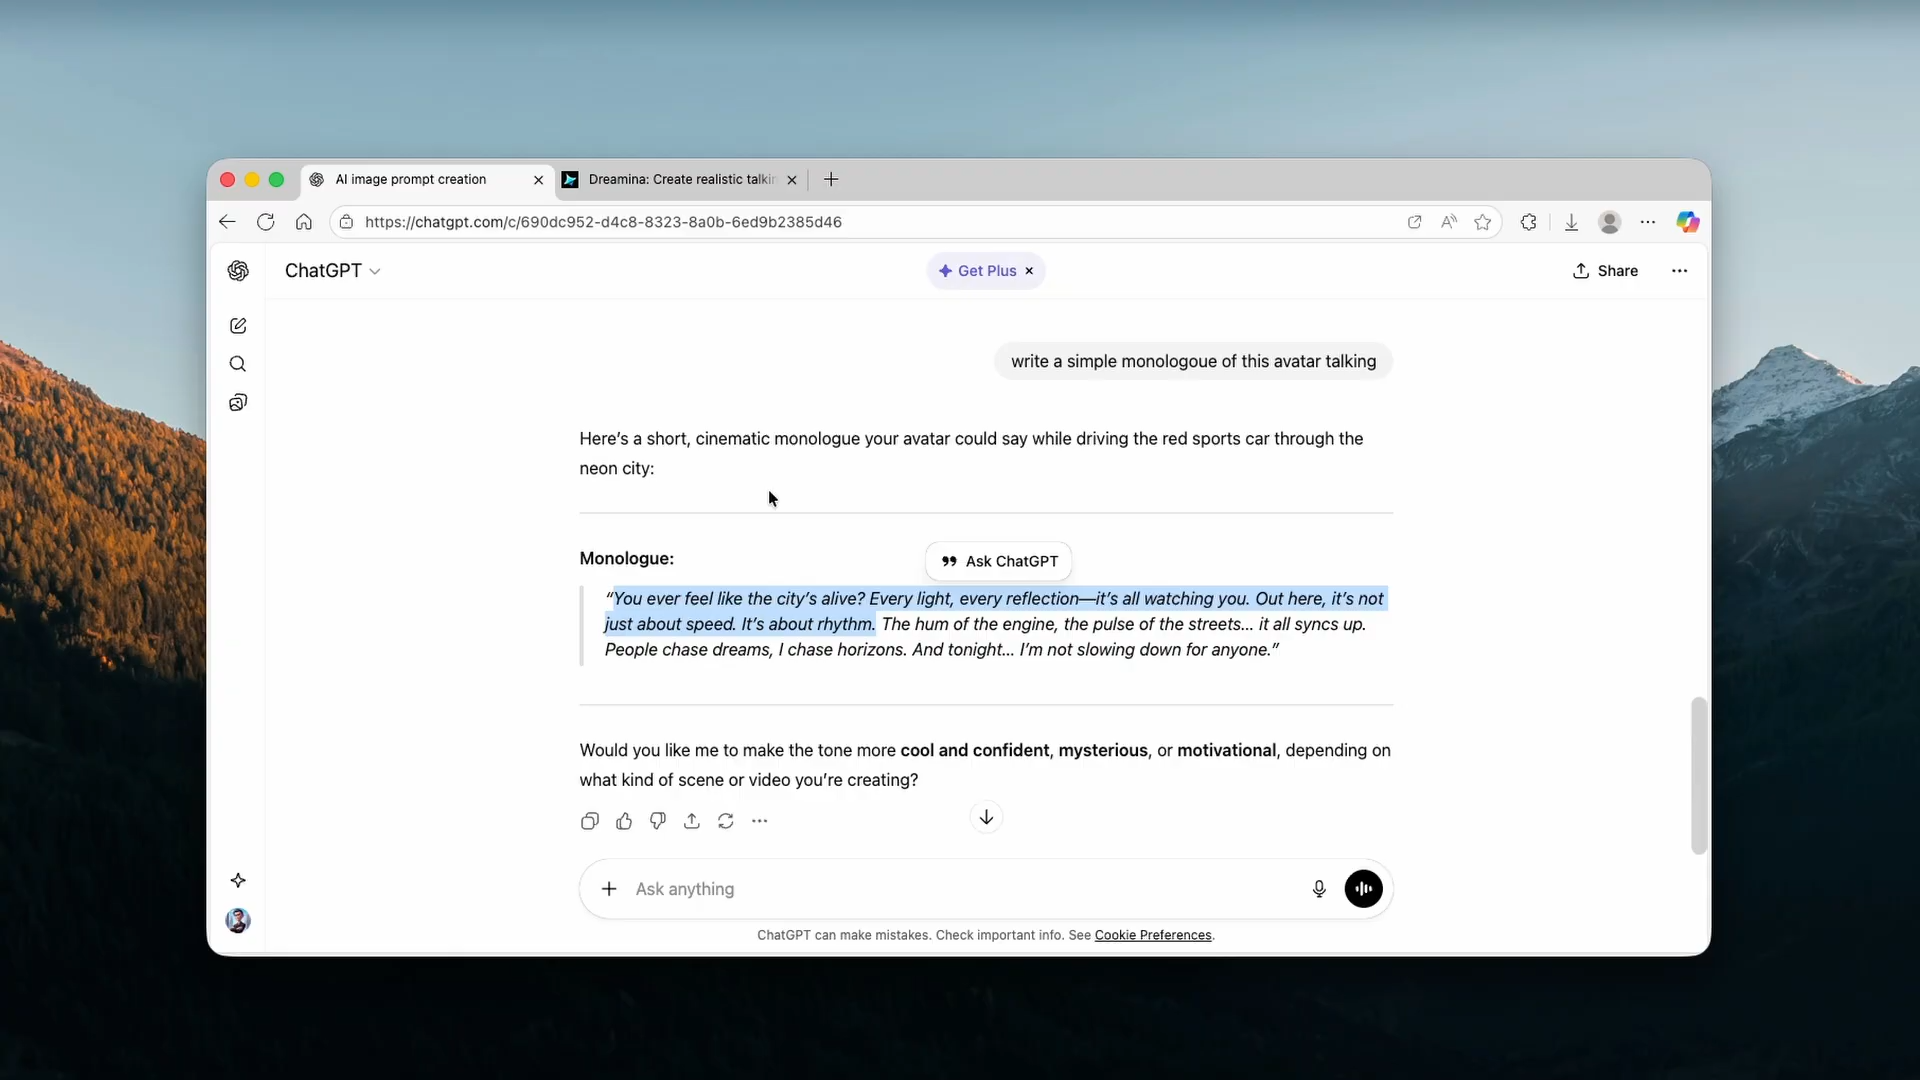 AI image prompt creation
Dreamina: Create realistic talkin
https://chatgpt.com/c/690dc952-d4c8-8323-8a0b-6ed9b2385d46
ChatGPT
Get Plus
Share
write a simple monologoue of this avatar talking
Here’s a short, cinematic monologue your avatar could say while driving the red sports car through the
neon city:
Monologue:
Ask ChatGPT
“You ever feel like the city’s alive? Every light, every reflection—it’s all watching you. Out here, it’s not
just about speed. It’s about rhythm. The hum of the engine, the pulse of the streets… it all syncs up.
People chase dreams, I chase horizons. And tonight… I’m not slowing down for anyone.”
Would you like me to make the tone more cool and confident, mysterious, or motivational, depending on
what kind of scene or video you’re creating?
Ask anything
ChatGPT can make mistakes. Check important info. See Cookie Preferences.